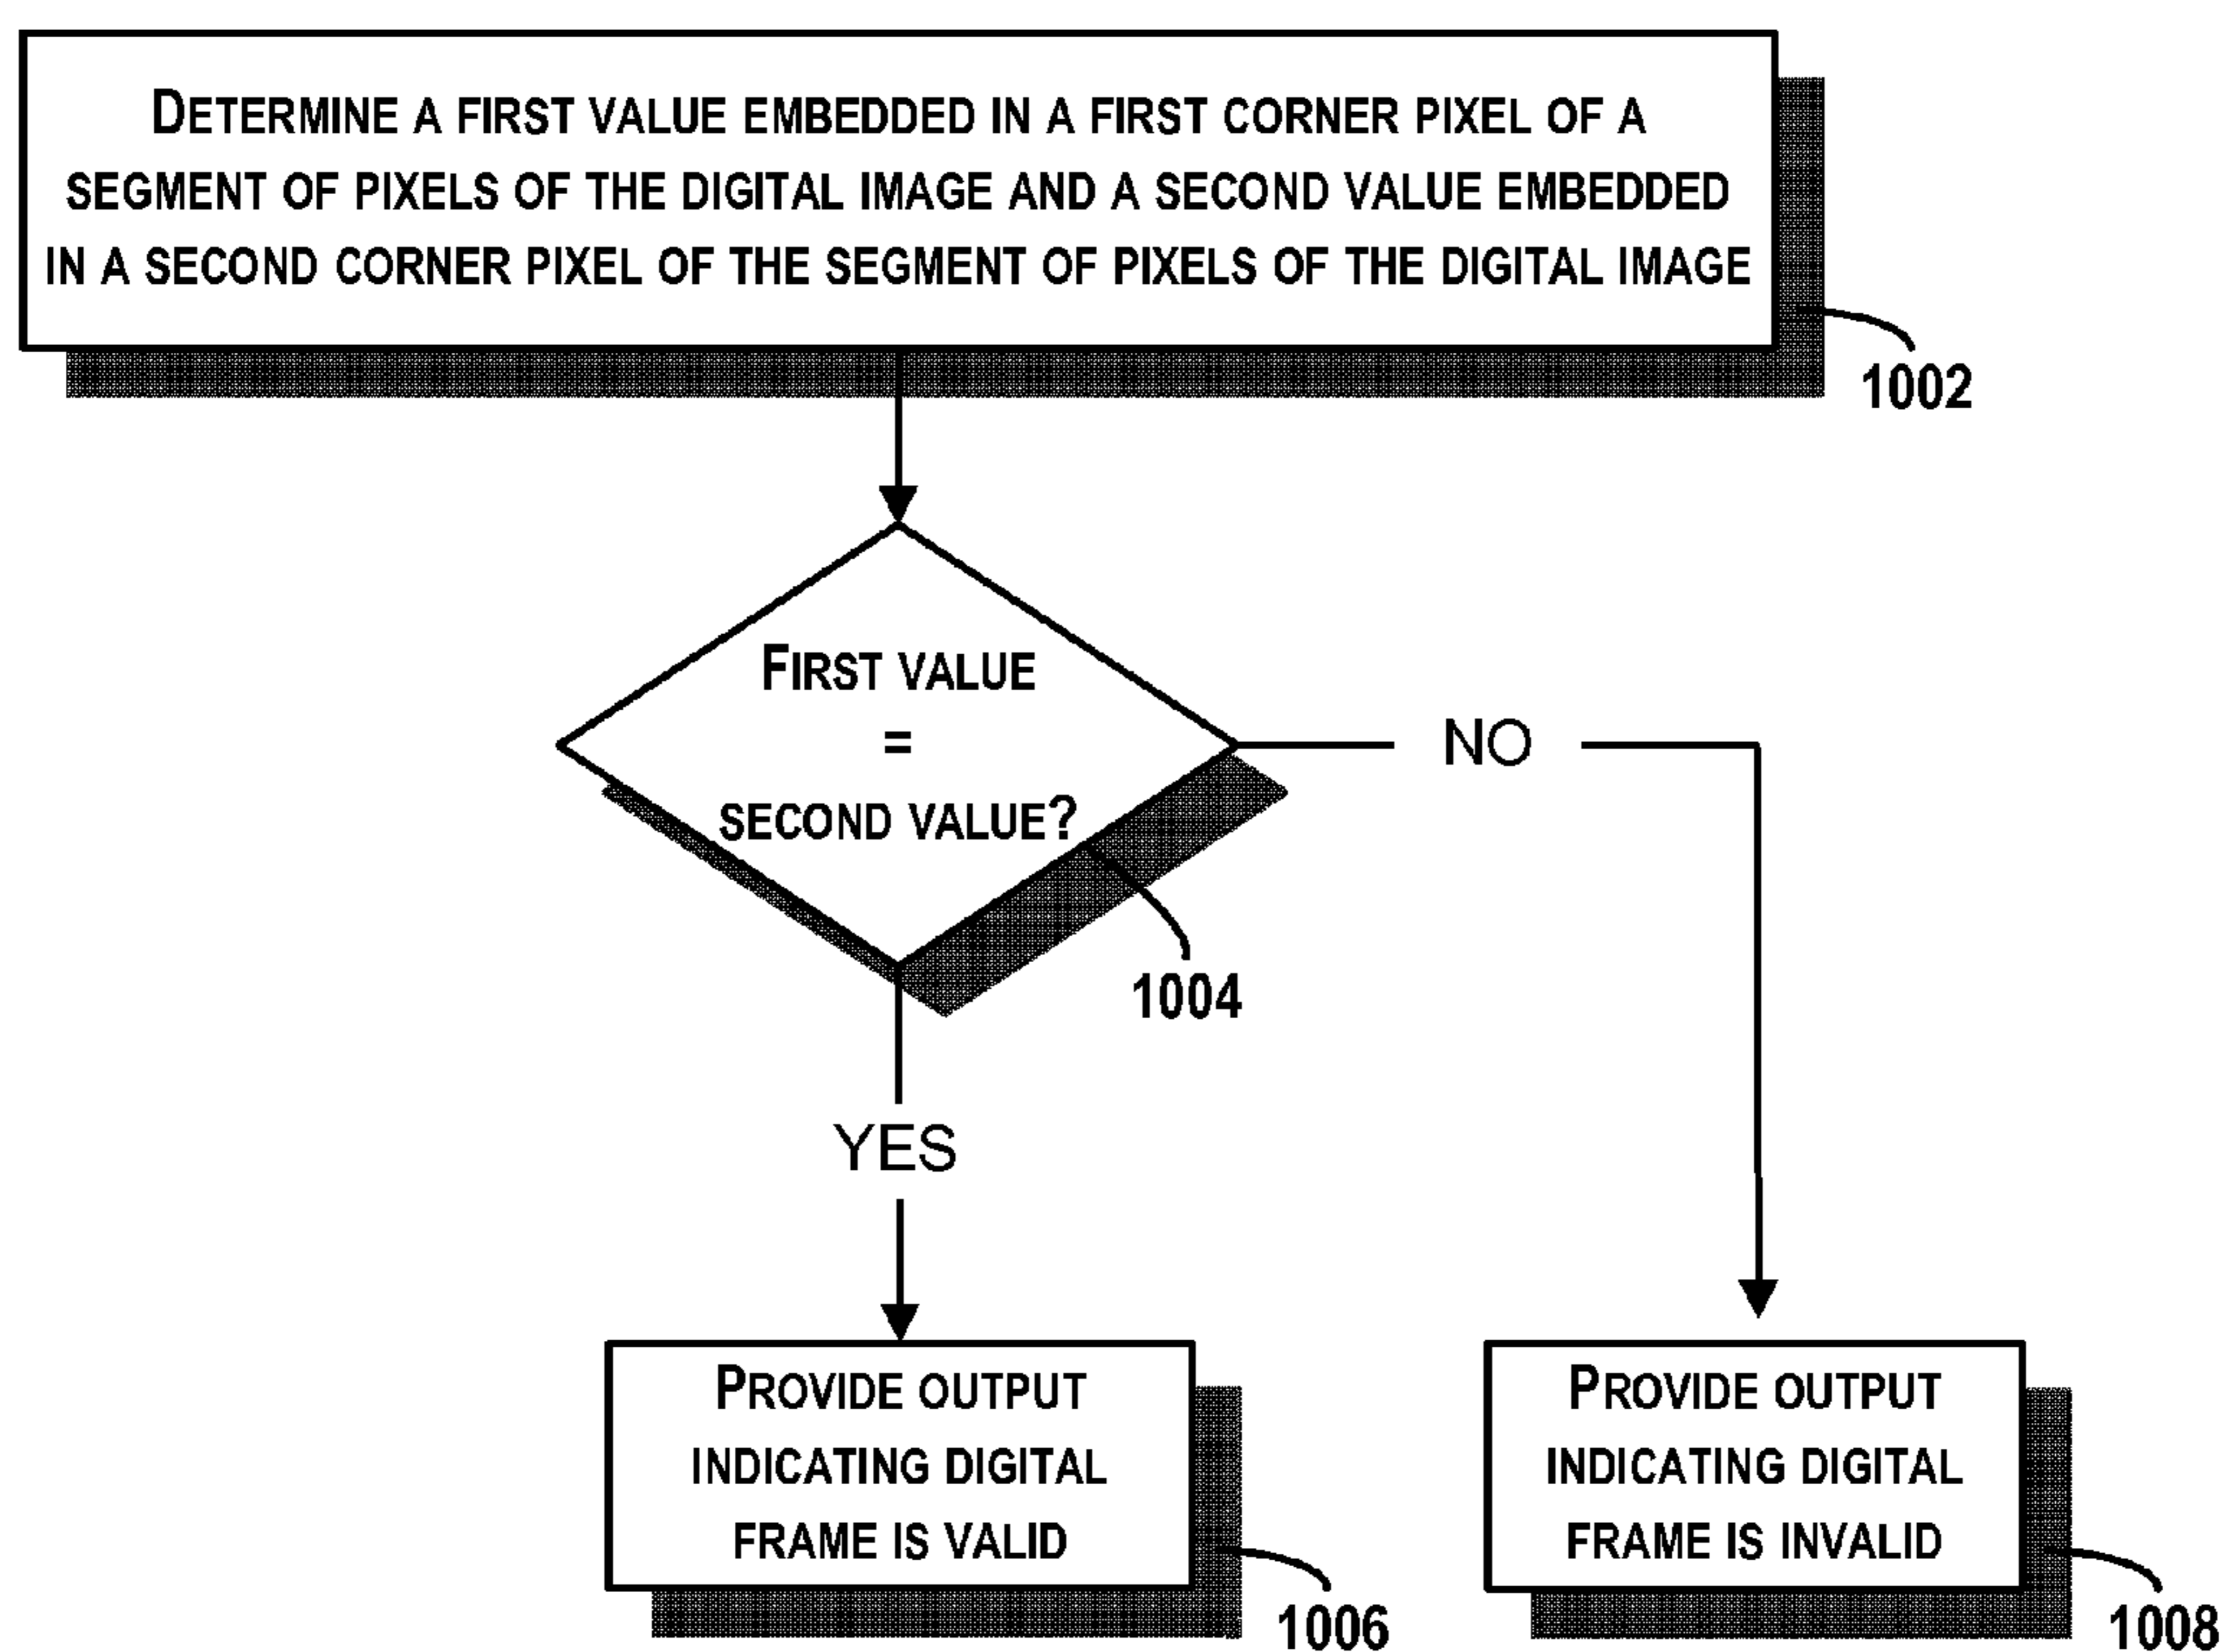 DETERMINE A FIRST VALUE EMBEDDED IN A FIRST CORNER PIXEL OF A
SEGMENT OF PIXELS OF THE DIGITAL IMAGE AND A SECOND VALUE EMBEDDED
IN A SECOND CORNER PIXEL OF THE SEGMENT OF PIXELS OF THE DIGITAL IMAGE
1002
FIRST VALUE
=
SECOND VALUE?
NO
1004
YES
PROVIDE OUTPUT
INDICATING DIGITAL
FRAME IS VALID
1006
PROVIDE OUTPUT
INDICATING DIGITAL
FRAME IS INVALID
1008